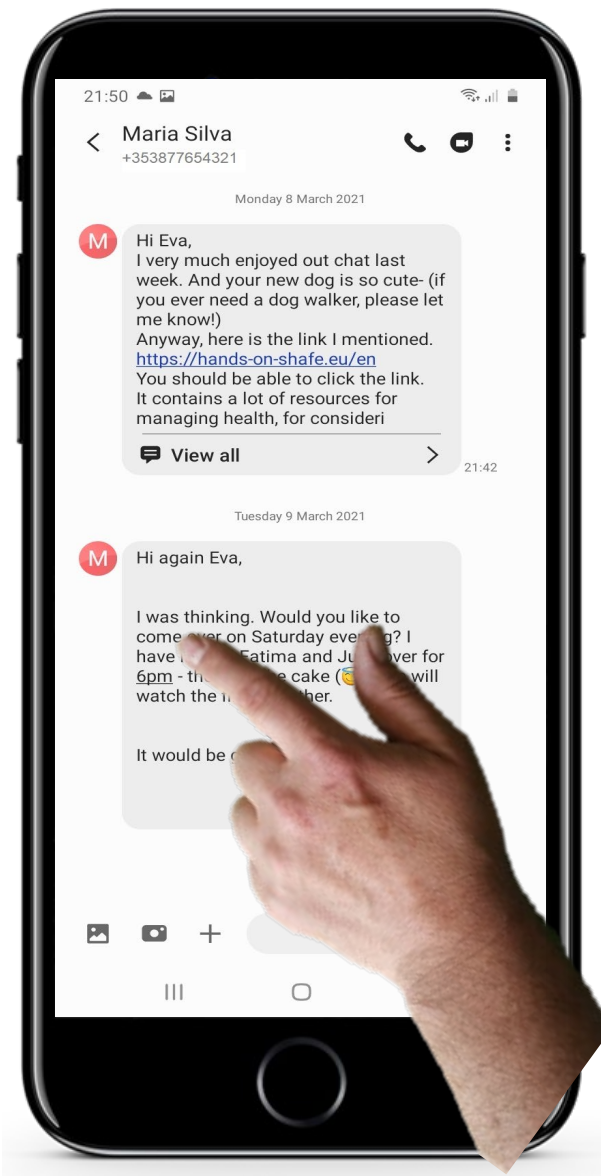 21:50
Maria Silva
+353877654321
Monday 8 March 2021
M
Hi Eva,
I very much enjoyed out chat last
week. And your new dog is so cute- (if
you ever need a dog walker, please let
me know!)
Anyway, here is the link I mentioned.
https://hands-on-shafe.eu/en
You should be able to click the link.
It contains a lot of resources for
managing health, for consideri
View all
21:42
Tuesday 9 March 2021
M
Hi again Eva,
I was thinking. Would you like to
come over on Saturday evening? I
have Fatima and over for
6pm - cake (😇 will
watch the
It would be